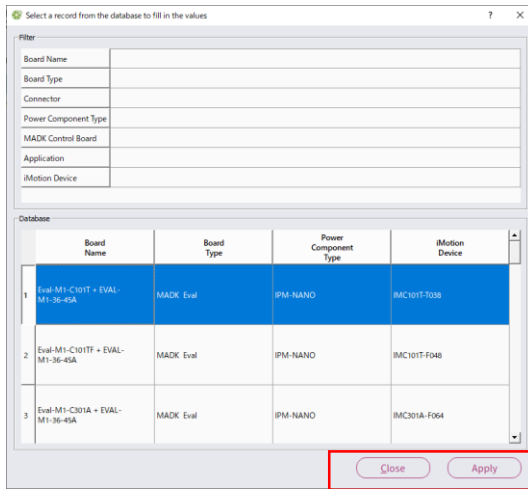 Select a record from the database to fill in the values ? ×
Filter
Board Name
Board Type
Connector
Power Component Type
MADK Control Board
Application
iMotion Device
Database
Board Name Board Type Power Component Type iMotion Device
1 Eval-M1-C101T + EVAL-M1-36-45A MADK Eval IPM-NANO IMC101T-T038
2 Eval-M1-C101TF + EVAL-M1-36-45A MADK Eval IPM-NANO IMC101T-F048
3 Eval-M1-C301A + EVAL-M1-36-45A MADK Eval IPM-NANO IMC301A-F064
Close Apply